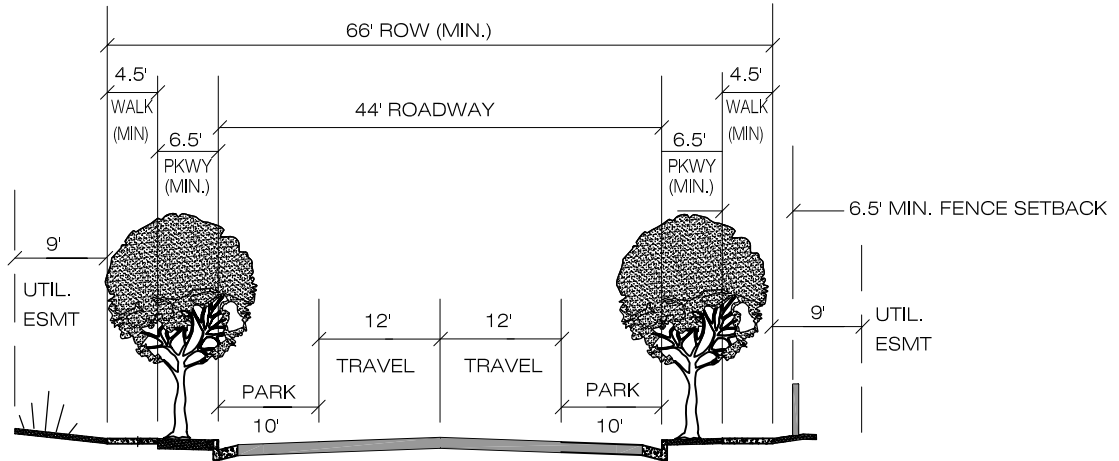 66' ROW (MIN.)
4.5'
4.5'
WALK
(MIN)
44' ROADWAY
WALK
(MIN)
6.5'
PKWY
(MIN.)
6.5'
PKWY
(MIN.)
6.5' MIN. FENCE SETBACK
9'
UTIL.
ESMT
9'
UTIL.
ESMT
12'
TRAVEL
12'
TRAVEL
PARK
10'
PARK
10'